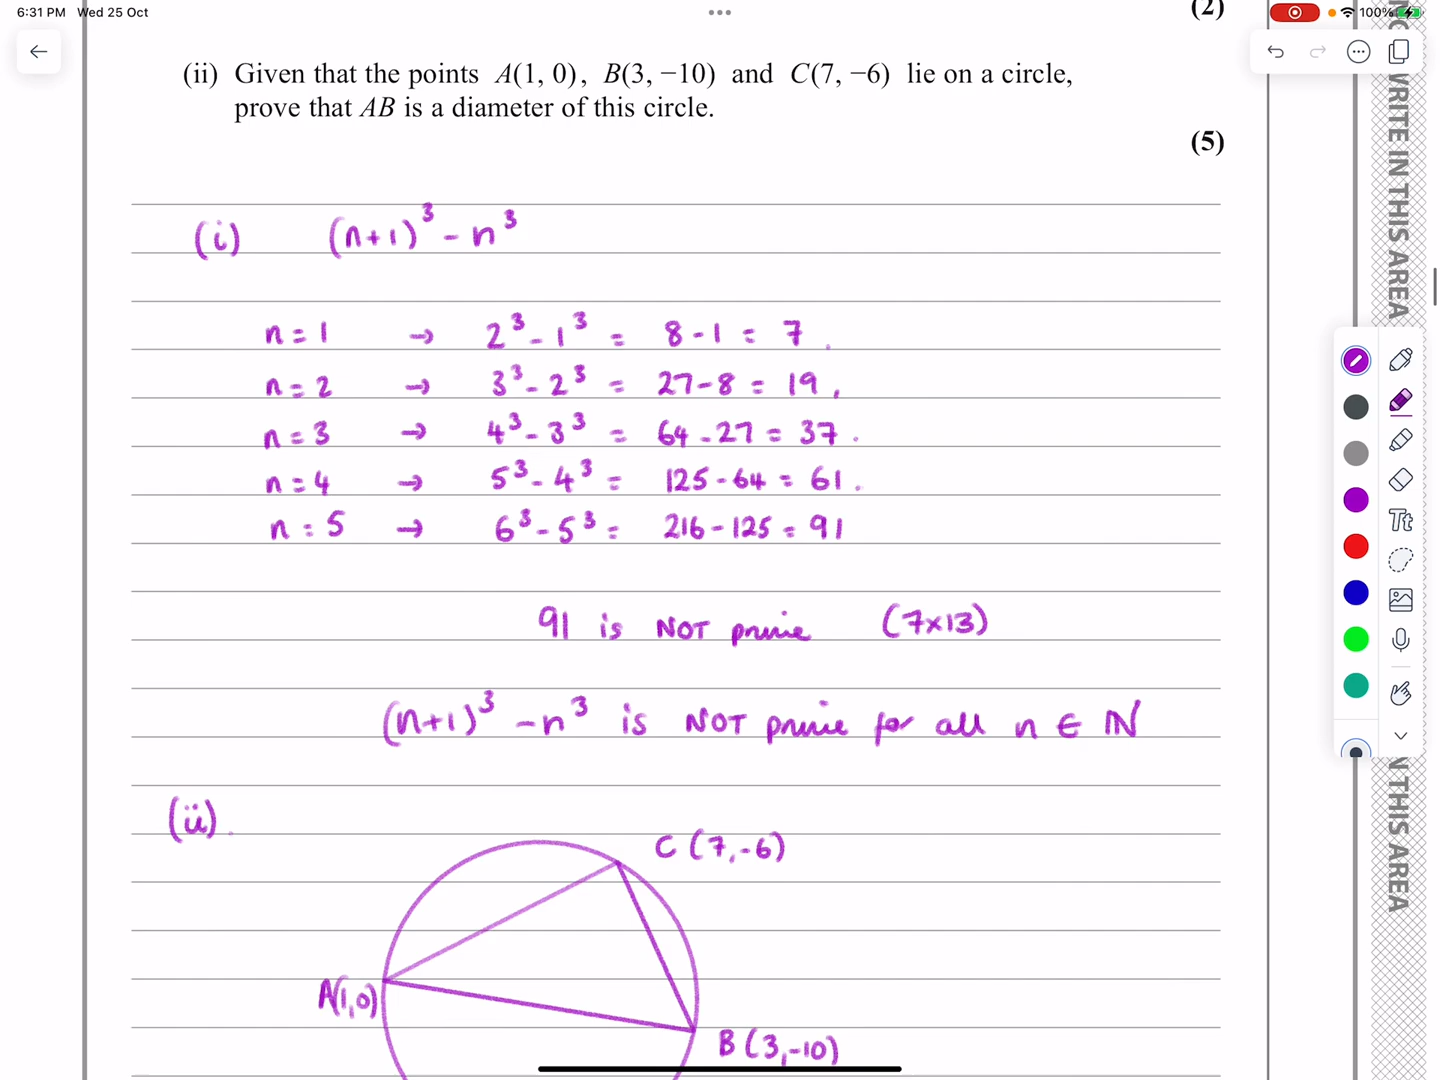 6:31 PM Wed 25 Oct
100%
(2)
(ii) Given that the points A(1, 0), B(3, −10) and C(7, −6) lie on a circle,
prove that AB is a diameter of this circle.
(5)
(i) (n+1)³ - n³
n = 1 → 2³ - 1³ = 8 - 1 = 7.
n = 2 → 3³ - 2³ = 27 - 8 = 19,
n = 3 → 4³ - 3³ = 64 - 27 = 37.
n = 4 → 5³ - 4³ = 125 - 64 = 61.
n = 5 → 6³ - 5³ = 216 - 125 = 91
91 is NOT prime (7×13)
(n+1)³ - n³ is NOT prime for all n ∈ ℕ
(ii).
C (7,-6)
A(1,0)
B (3,-10)
WRITE IN THIS AREA
N THIS AREA
Tt